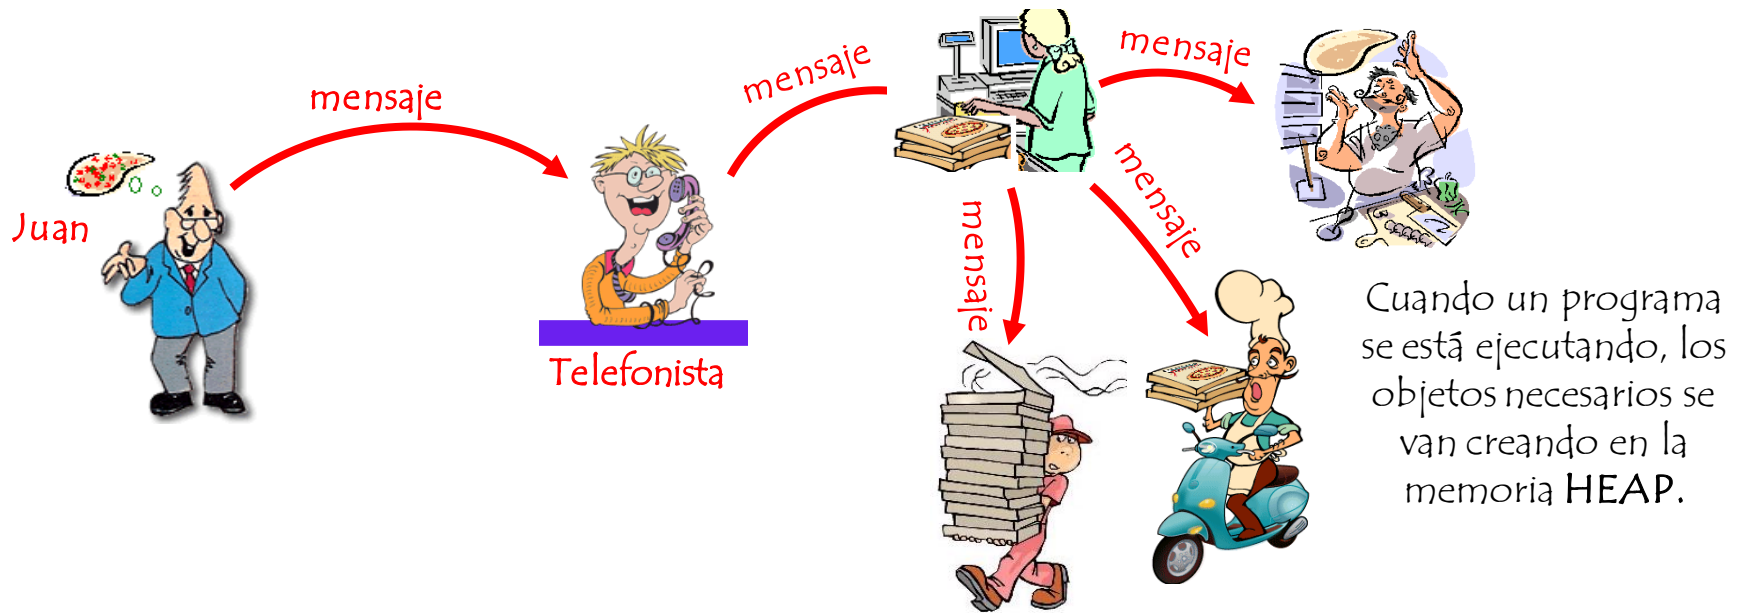 Juan
mensaje
Telefonista
mensaje
mensaje
mensaje
mensaje
Cuando un programa
se está ejecutando, los
objetos necesarios se
van creando en la
memoria HEAP.